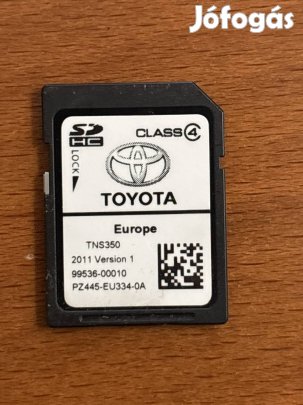 Jófogás
SD
HC
CLASS 4
LOCK
TOYOTA
Europe
TNS350
2011 Version 1
99536-00010
PZ445-EU334-0A